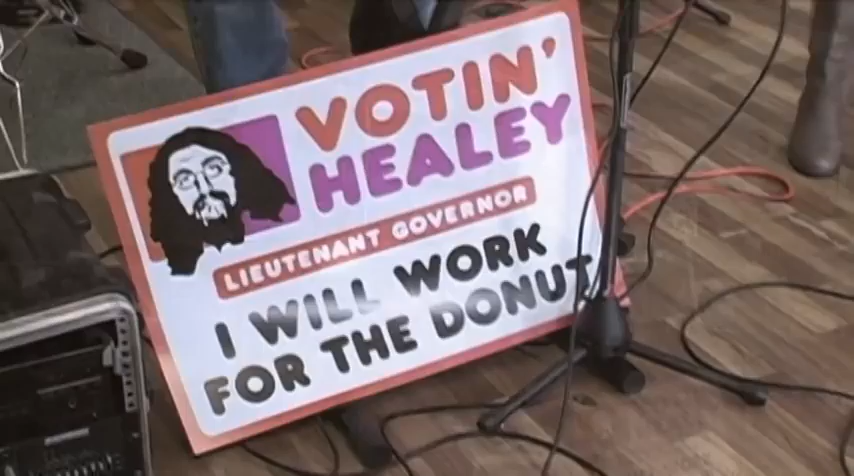 VOTIN'
HEALEY
LIEUTENANT GOVERNOR
I WILL WORK
FOR THE DONUT